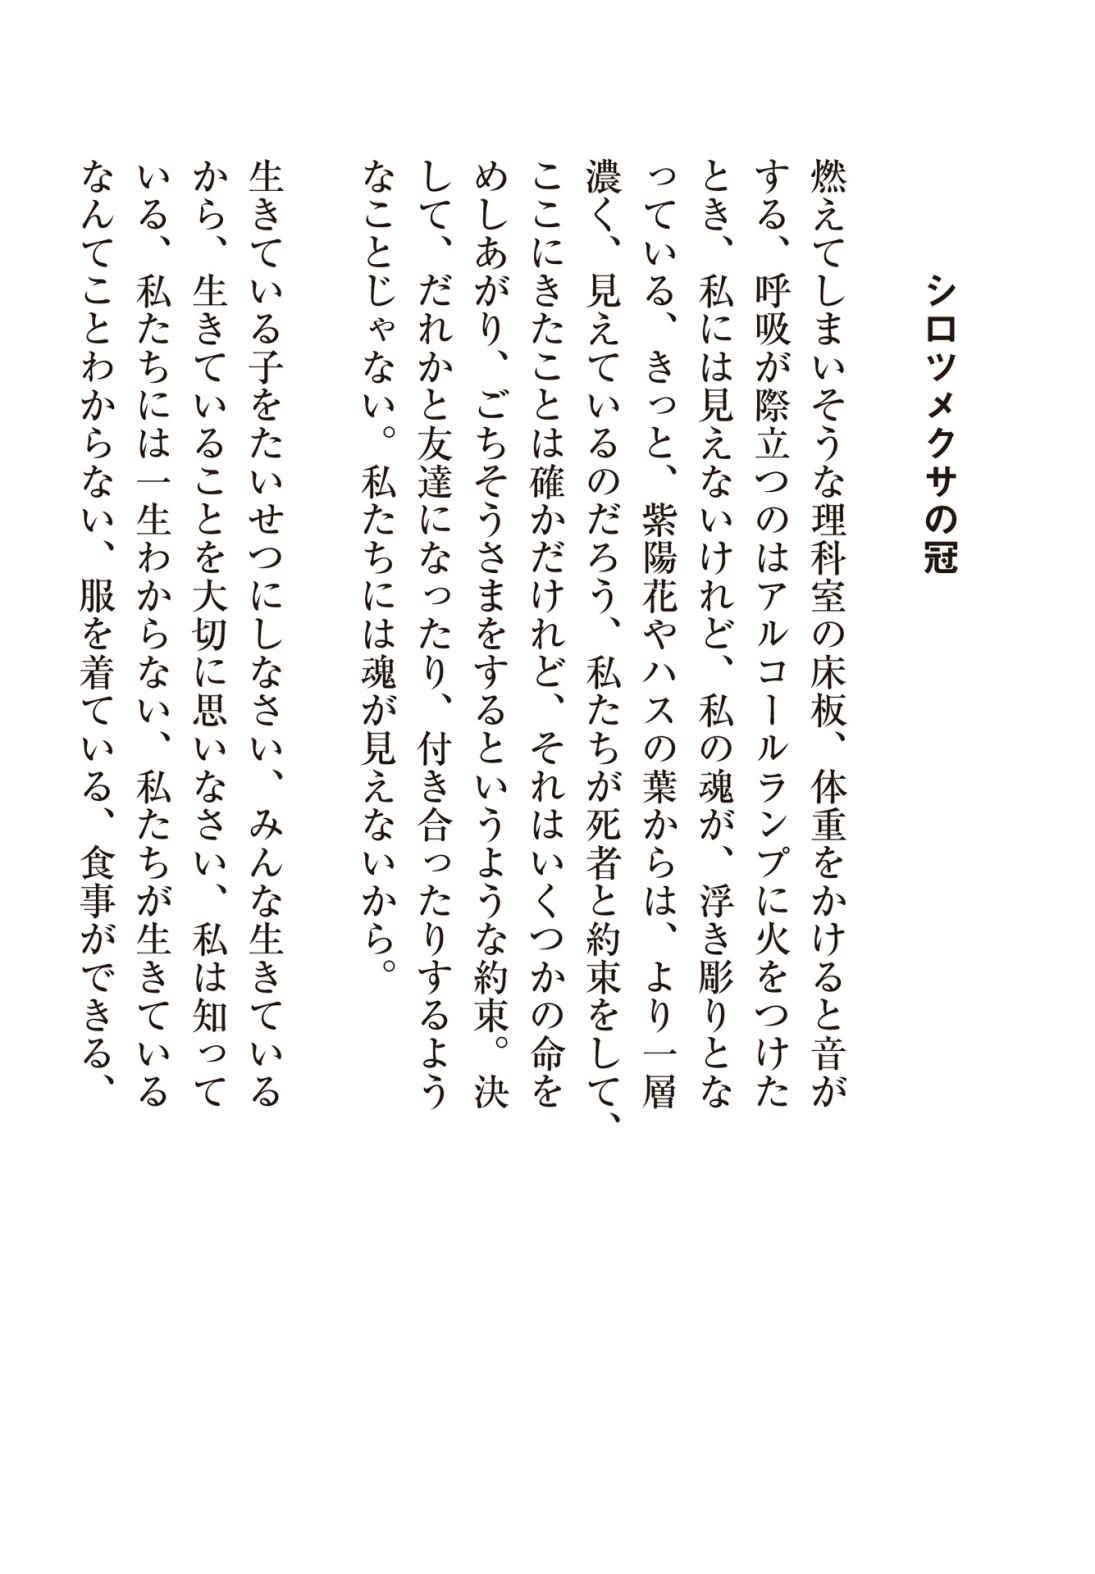 シロツメクサの冠
燃えてしまいそうな理科室の床板、体重をかけると音が
する、呼吸が際立つのはアルコールランプに火をつけた
とき、私には見えないけれど、私の魂が、浮き彫りとな
っている、きっと、紫陽花やハスの葉からは、より一層
濃く、見えているのだろう、私たちが死者と約束をして、
ここにきたことは確かだけれど、それはいくつかの命を
めしあがり、ごちそうさまをするというような約束。決
して、だれかと友達になったり、付き合ったりするよう
なことじゃない。私たちには魂が見えないから。
生きている子をたいせつにしなさい、みんな生きている
から、生きていることを大切に思いなさい、私は知って
いる、私たちには一生わからない、私たちが生きている
なんてことわからない、服を着ている、食事ができる、